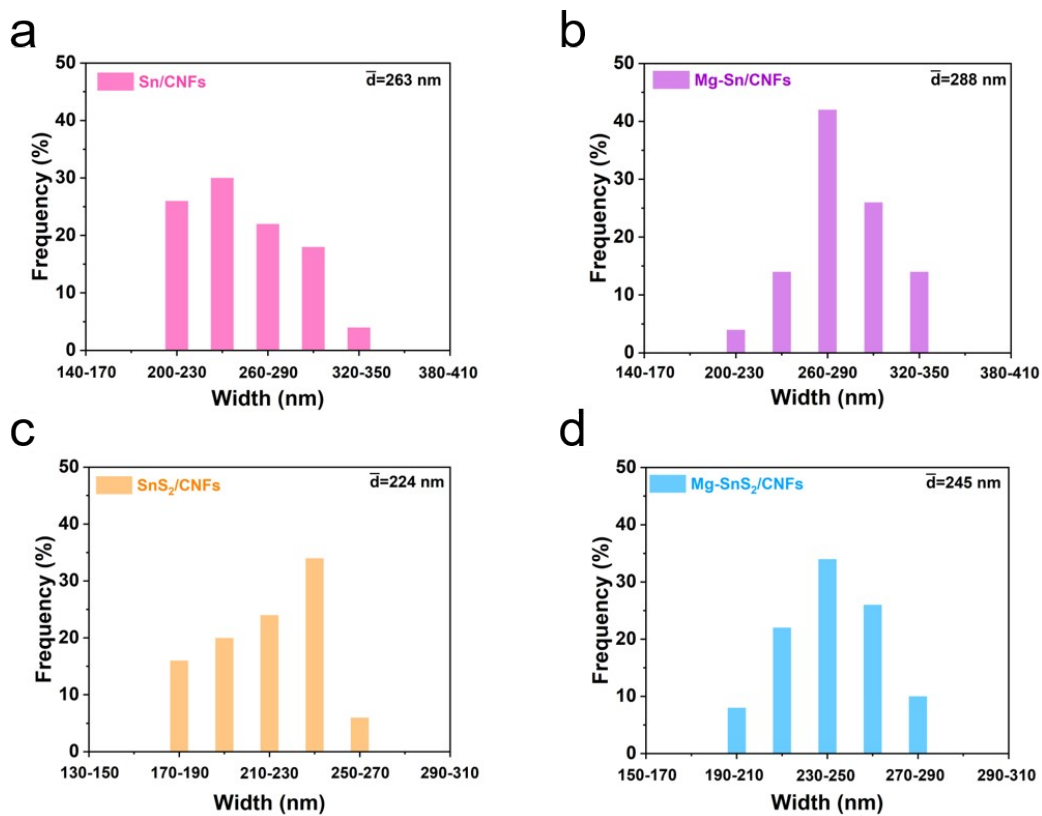 a
50
40
30
20
10
0
Frequency (%)
Sn/CNFs
d̅=263 nm
140-170 200-230 260-290 320-350 380-410
Width (nm)
b
50
40
30
20
10
0
Frequency (%)
Mg-Sn/CNFs
d̅=288 nm
140-170 200-230 260-290 320-350 380-410
Width (nm)
c
50
40
30
20
10
0
Frequency (%)
SnS₂/CNFs
d̅=224 nm
130-150 170-190 210-230 250-270 290-310
Width (nm)
d
50
40
30
20
10
0
Frequency (%)
Mg-SnS₂/CNFs
d̅=245 nm
150-170 190-210 230-250 270-290 290-310
Width (nm)